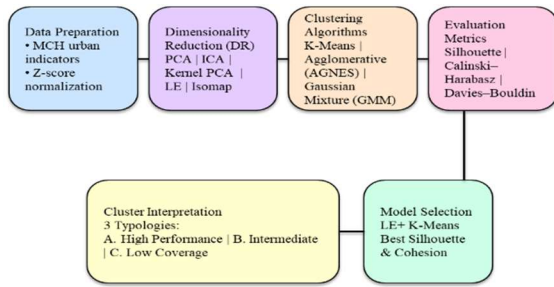 Data Preparation
• MCH urban
indicators
• Z-score
normalization
Dimensionality
Reduction (DR)
PCA | ICA |
Kernel PCA |
LE | Isomap
Clustering
Algorithms
K-Means |
Agglomerative
(AGNES) |
Gaussian
Mixture (GMM)
Evaluation
Metrics
Silhouette |
Calinski–
Harabasz |
Davies–Bouldin
Cluster Interpretation
3 Typologies:
A. High Performance | B. Intermediate
| C. Low Coverage
Model Selection
LE+ K-Means
Best Silhouette
& Cohesion